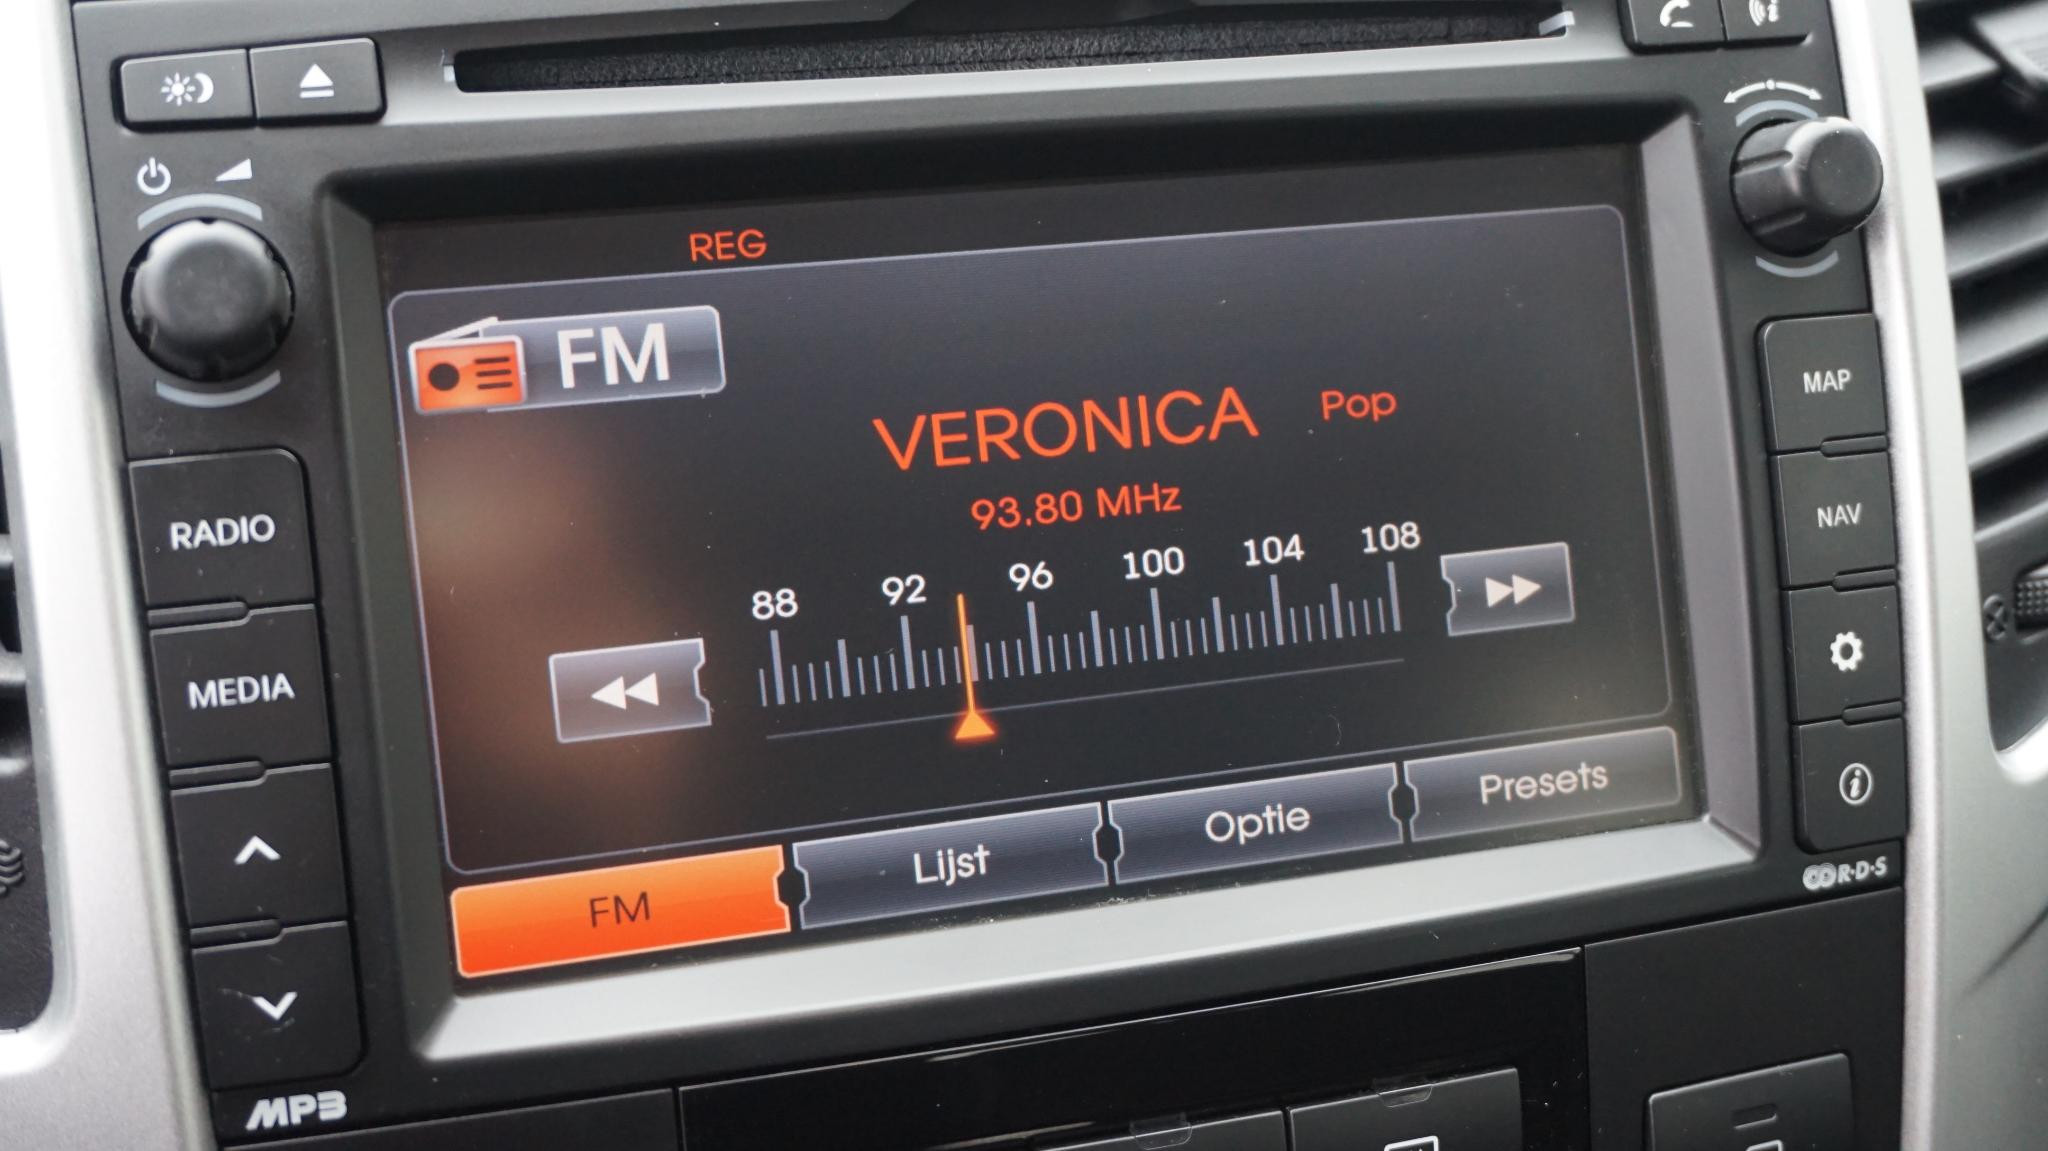 REG
FM
VERONICA Pop
93.80 MHz
88 92 96 100 104 108
FM Lijst Optie Presets
RADIO
MEDIA
MP3
MAP
NAV
i
R·D·S